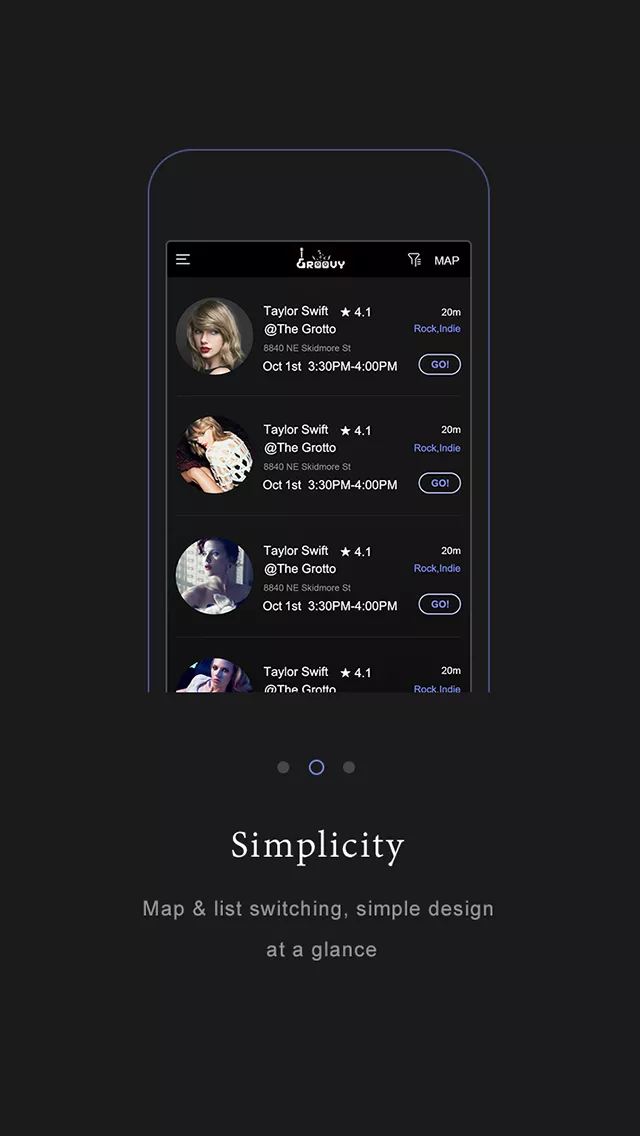 GROOVY
MAP
Taylor Swift ★ 4.1
20m
@The Grotto
Rock,Indie
8840 NE Skidmore St
Oct 1st 3:30PM-4:00PM
GO!
Taylor Swift ★ 4.1
20m
@The Grotto
Rock,Indie
8840 NE Skidmore St
Oct 1st 3:30PM-4:00PM
GO!
Taylor Swift ★ 4.1
20m
@The Grotto
Rock,Indie
8840 NE Skidmore St
Oct 1st 3:30PM-4:00PM
GO!
Taylor Swift ★ 4.1
20m
@The Grotto
Rock,Indie
Simplicity
Map & list switching, simple design
at a glance